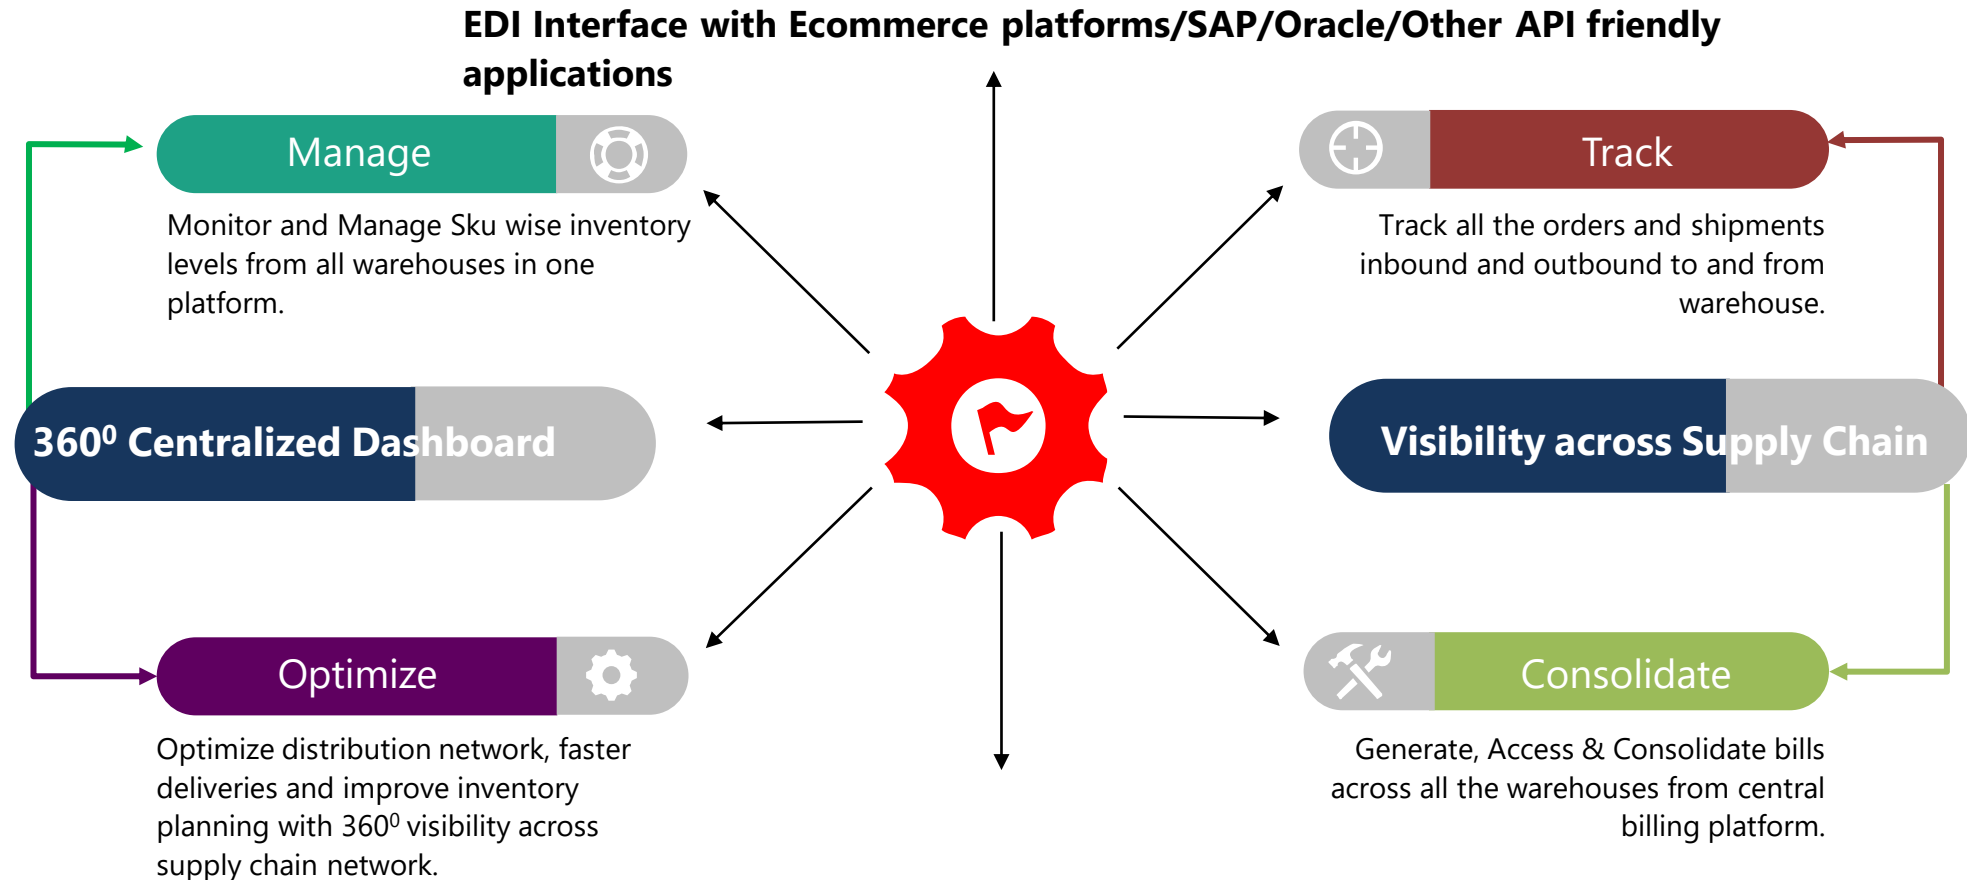 EDI Interface with Ecommerce platforms/SAP/Oracle/Other API friendly
applications
Manage
Monitor and Manage Sku wise inventory
levels from all warehouses in one
platform.
Track
Track all the orders and shipments
inbound and outbound to and from
warehouse.
360⁰ Centralized Dashboard
Visibility across Supply Chain
Optimize
Optimize distribution network, faster
deliveries and improve inventory
planning with 360⁰ visibility across
supply chain network.
Consolidate
Generate, Access & Consolidate bills
across all the warehouses from central
billing platform.